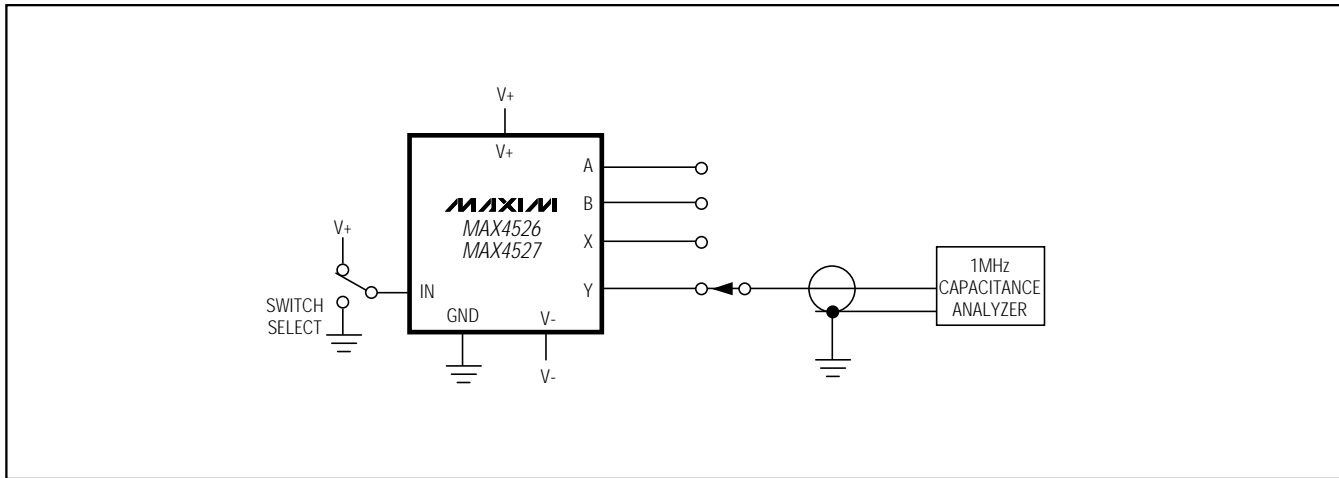 V+
V+
A
MAXIM
B
MAX4526
V+
X
MAX4527
1MHz
Y
CAPACITANCE
IN
SWITCH
ANALYZER
SELECT
GND
V-
V-